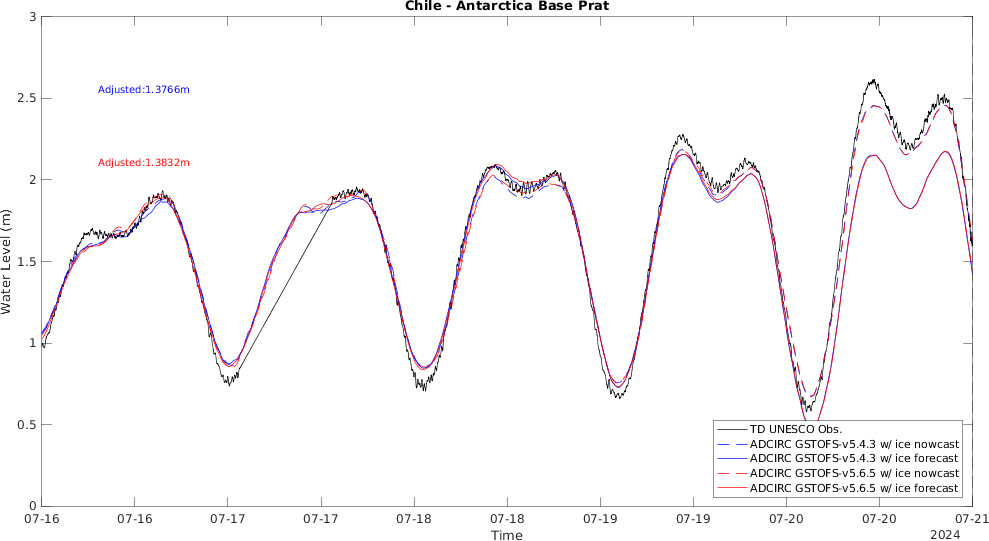 Chile - Antarctica Base Prat
3
2.5
2
1.5
1
0.5
0
Water Level (m)
Adjusted:1.3766m
Adjusted:1.3832m
TD UNESCO Obs.
ADCIRC GSTOFS-v5.4.3 w/ ice nowcast
ADCIRC GSTOFS-v5.4.3 w/ ice forecast
ADCIRC GSTOFS-v5.6.5 w/ ice nowcast
ADCIRC GSTOFS-v5.6.5 w/ ice forecast
07-16 07-16 07-17 07-17 07-18 07-18 07-19 07-19 07-20 07-20 07-21
Time
2024